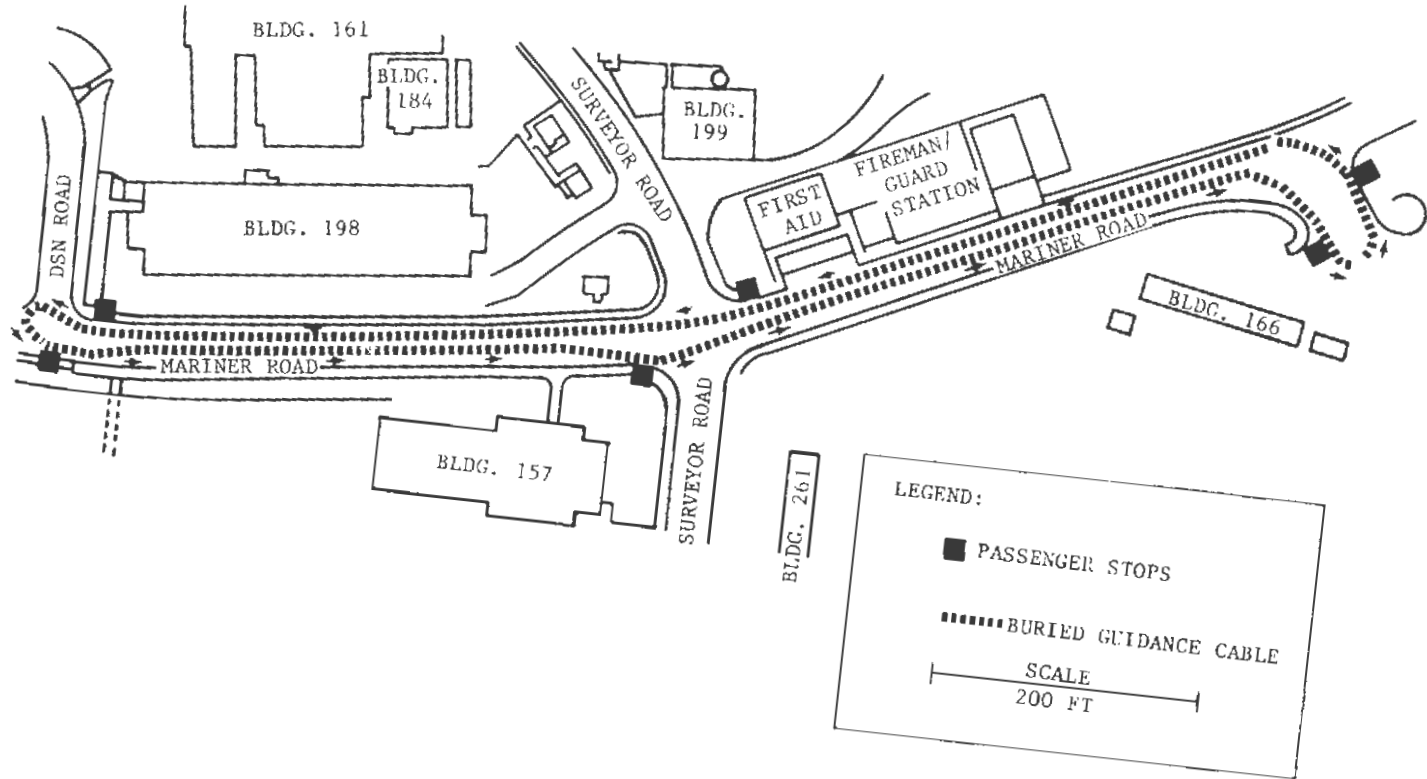 BLDG. 161
BLDG.
184
SURVEYOR ROAD
BLDG.
199
FIREMAN/
GUARD
STATION
FIRST
AID
DSN ROAD
BLDG. 198
MARINER ROAD
BLDG. 166
MARINER ROAD
BLDG. 157
SURVEYOR ROAD
BLDG. 261
LEGEND:
PASSENGER STOPS
BURIED GUIDANCE CABLE
SCALE
200 FT